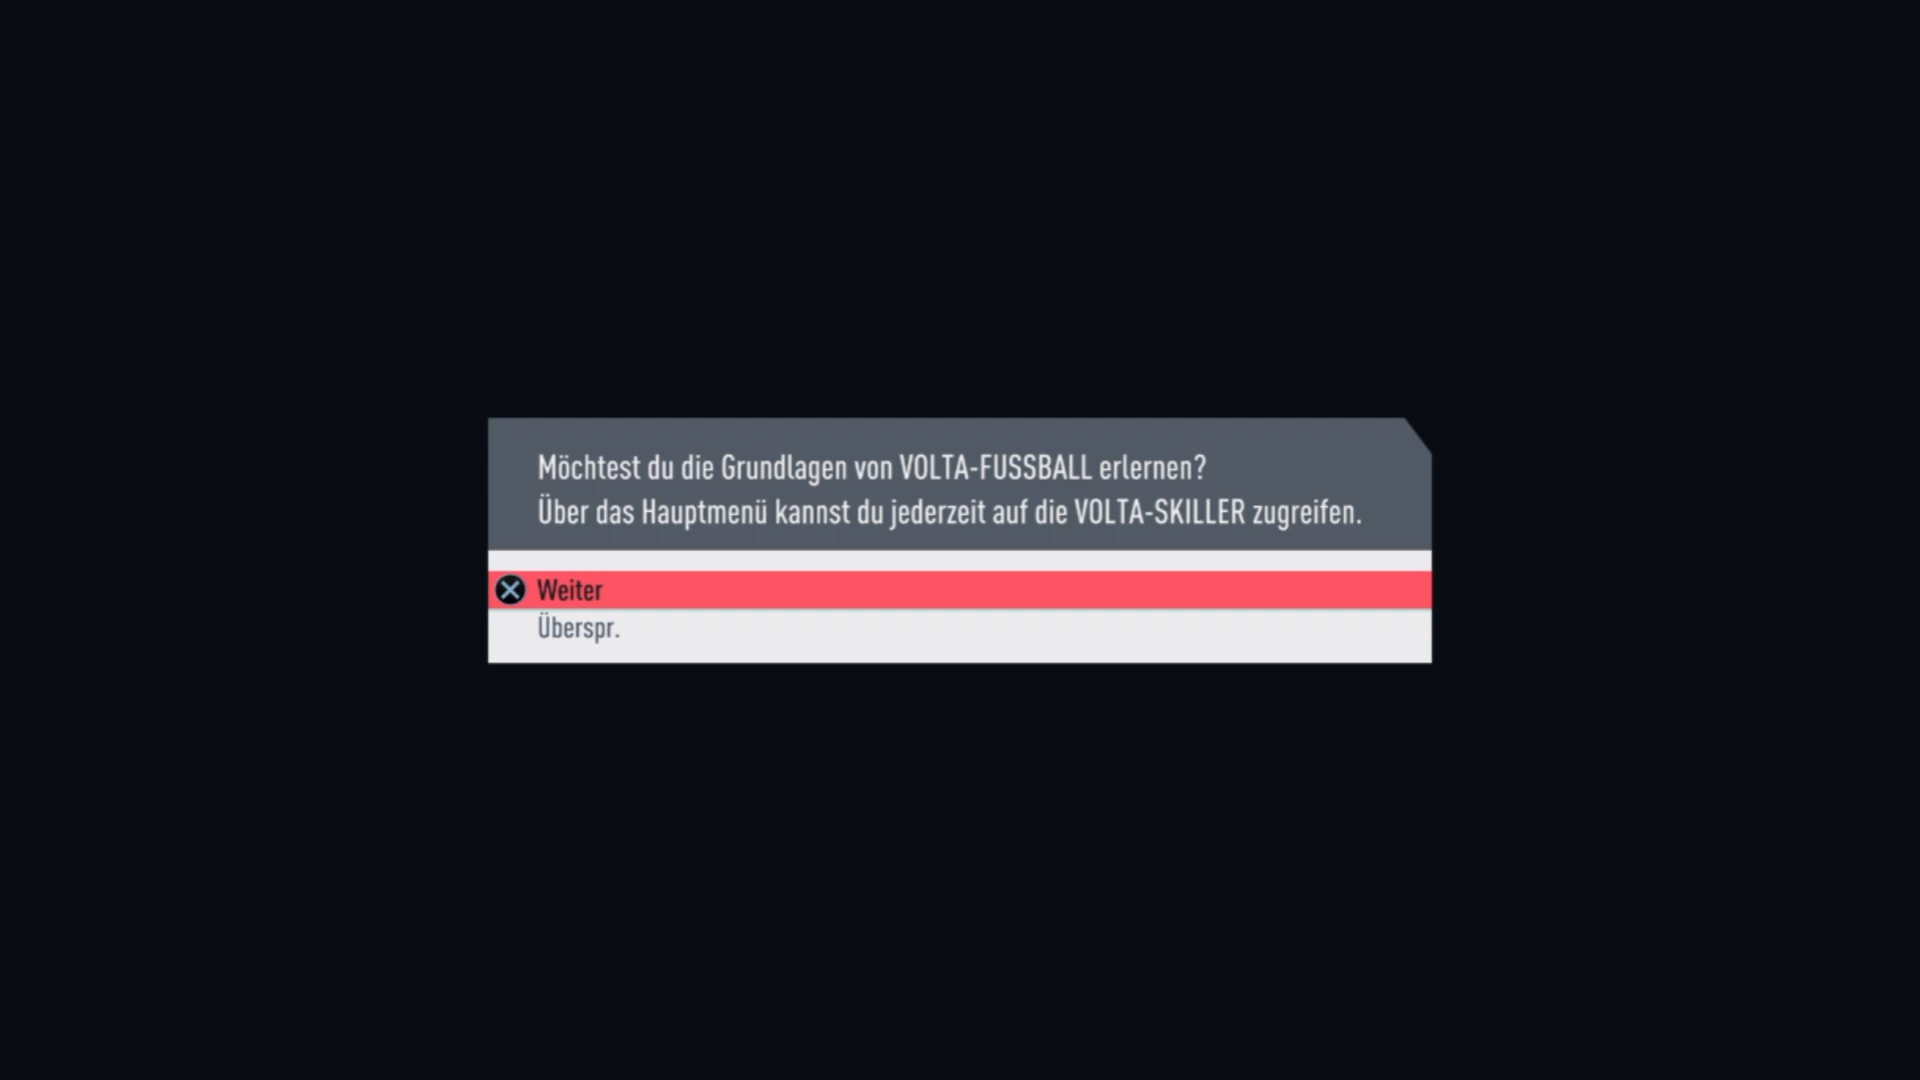 Möchtest du die Grundlagen von VOLTA-FUSSBALL erlernen?
Über das Hauptmenü kannst du jederzeit auf die VOLTA-SKILLER zugreifen.
Weiter
Überspr.